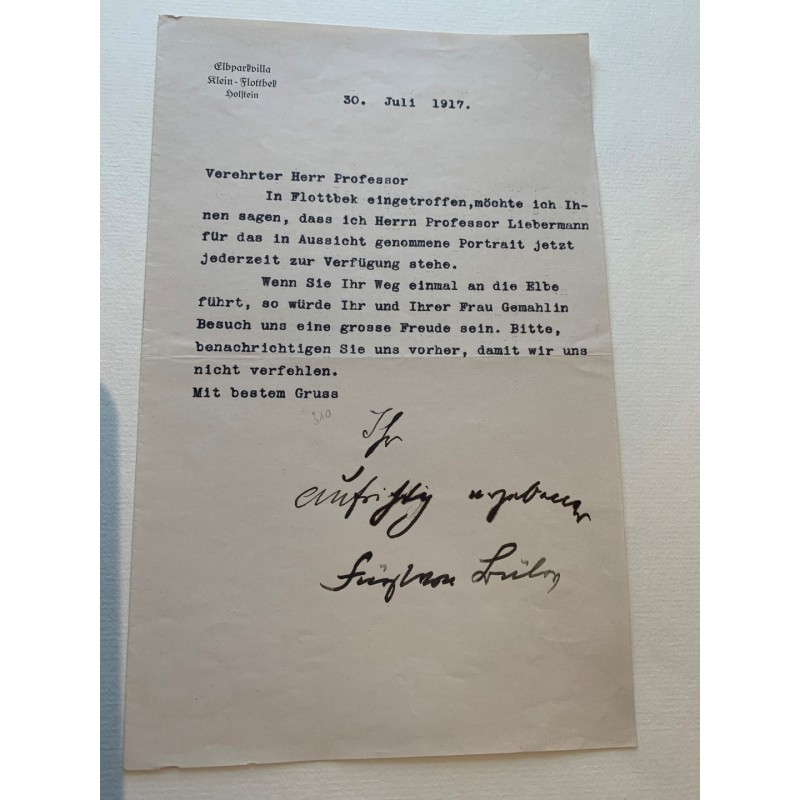 Elbparkvilla
Klein-Flottbek
Holstein
30. Juli 1917.
Verehrter Herr Professor
In Flottbek eingetroffen,möchte ich Ih-
nen sagen, dass ich Herrn Professor Liebermann
für das in Aussicht genommene Portrait jetzt
jederzeit zur Verfügung stehe.
Wenn Sie Ihr Weg einmal an die Elbe
führt, so würde Ihr und Ihrer Frau Gemahlin
Besuch uns eine grosse Freude sein. Bitte,
benachrichtigen Sie uns vorher, damit wir uns
nicht verfehlen.
Mit bestem Gruss
310
Ihr
aufrichtig ergebener
Fürst von Bülow